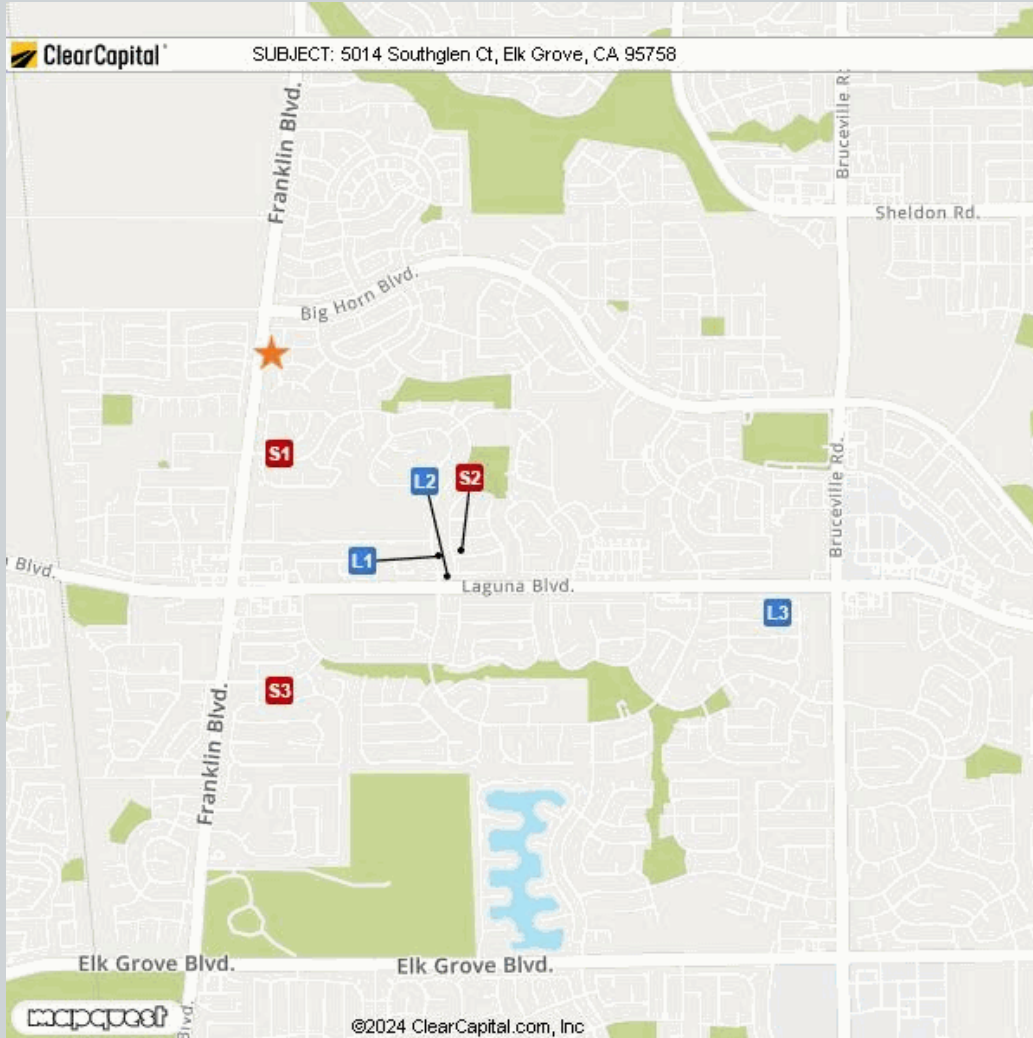 ClearCapital
SUBJECT: 5014 Southglen Ct, Elk Grove, CA 95758
Franklin Blvd.
Bruceville R
Sheldon Rd.
Big Horn Blvd.
S1
L2
S2
Bruceville Rd.
L1
Blvd.
Laguna Blvd.
L3
S3
Franklin Blvd.
Elk Grove Blvd.
Elk Grove Blvd.
mapquest
Blvd.
©2024 ClearCapital.com, Inc